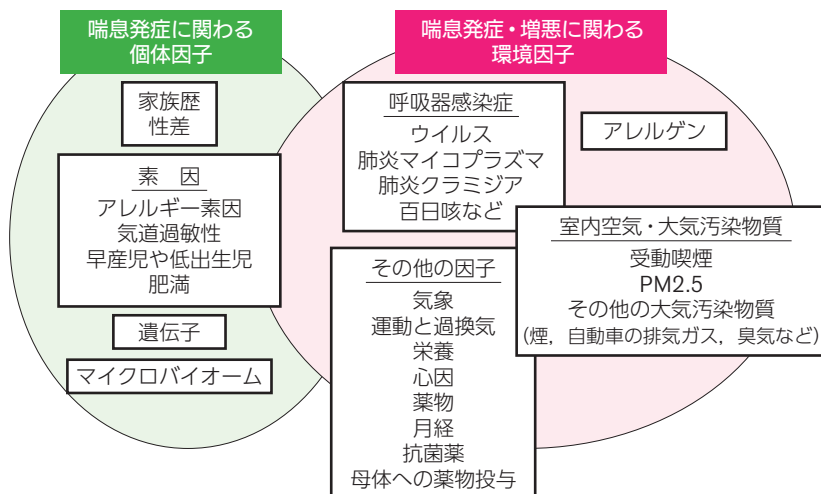 喘息発症に関わる
個体因子
喘息発症・増悪に関わる
環境因子
家族歴
性差
素　因
アレルギー素因
気道過敏性
早産児や低出生児
肥満
遺伝子
マイクロバイオーム
呼吸器感染症
ウイルス
肺炎マイコプラズマ
肺炎クラミジア
百日咳など
アレルゲン
室内空気・大気汚染物質
受動喫煙
PM2.5
その他の大気汚染物質
(煙，自動車の排気ガス，臭気など)
その他の因子
気象
運動と過換気
栄養
心因
薬物
月経
抗菌薬
母体への薬物投与